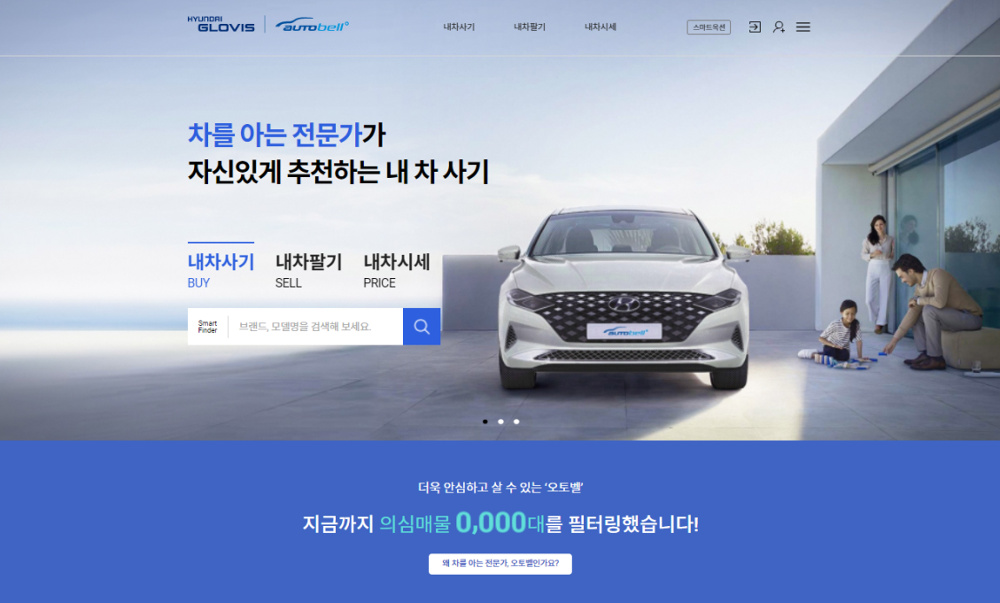 HYUNDAI
GLOVIS
autobell
내차사기
내차팔기
내차시세
스마트옥션
차를 아는 전문가가
자신있게 추천하는 내 차 사기
내차사기
BUY
내차팔기
SELL
내차시세
PRICE
Smart
Finder
브랜드, 모델명을 검색해 보세요.
autobell
더욱 안심하고 살 수 있는 ‘오토벨’
지금까지 의심매물 0,000대를 필터링했습니다!
왜 차를 아는 전문가, 오토벨인가요?